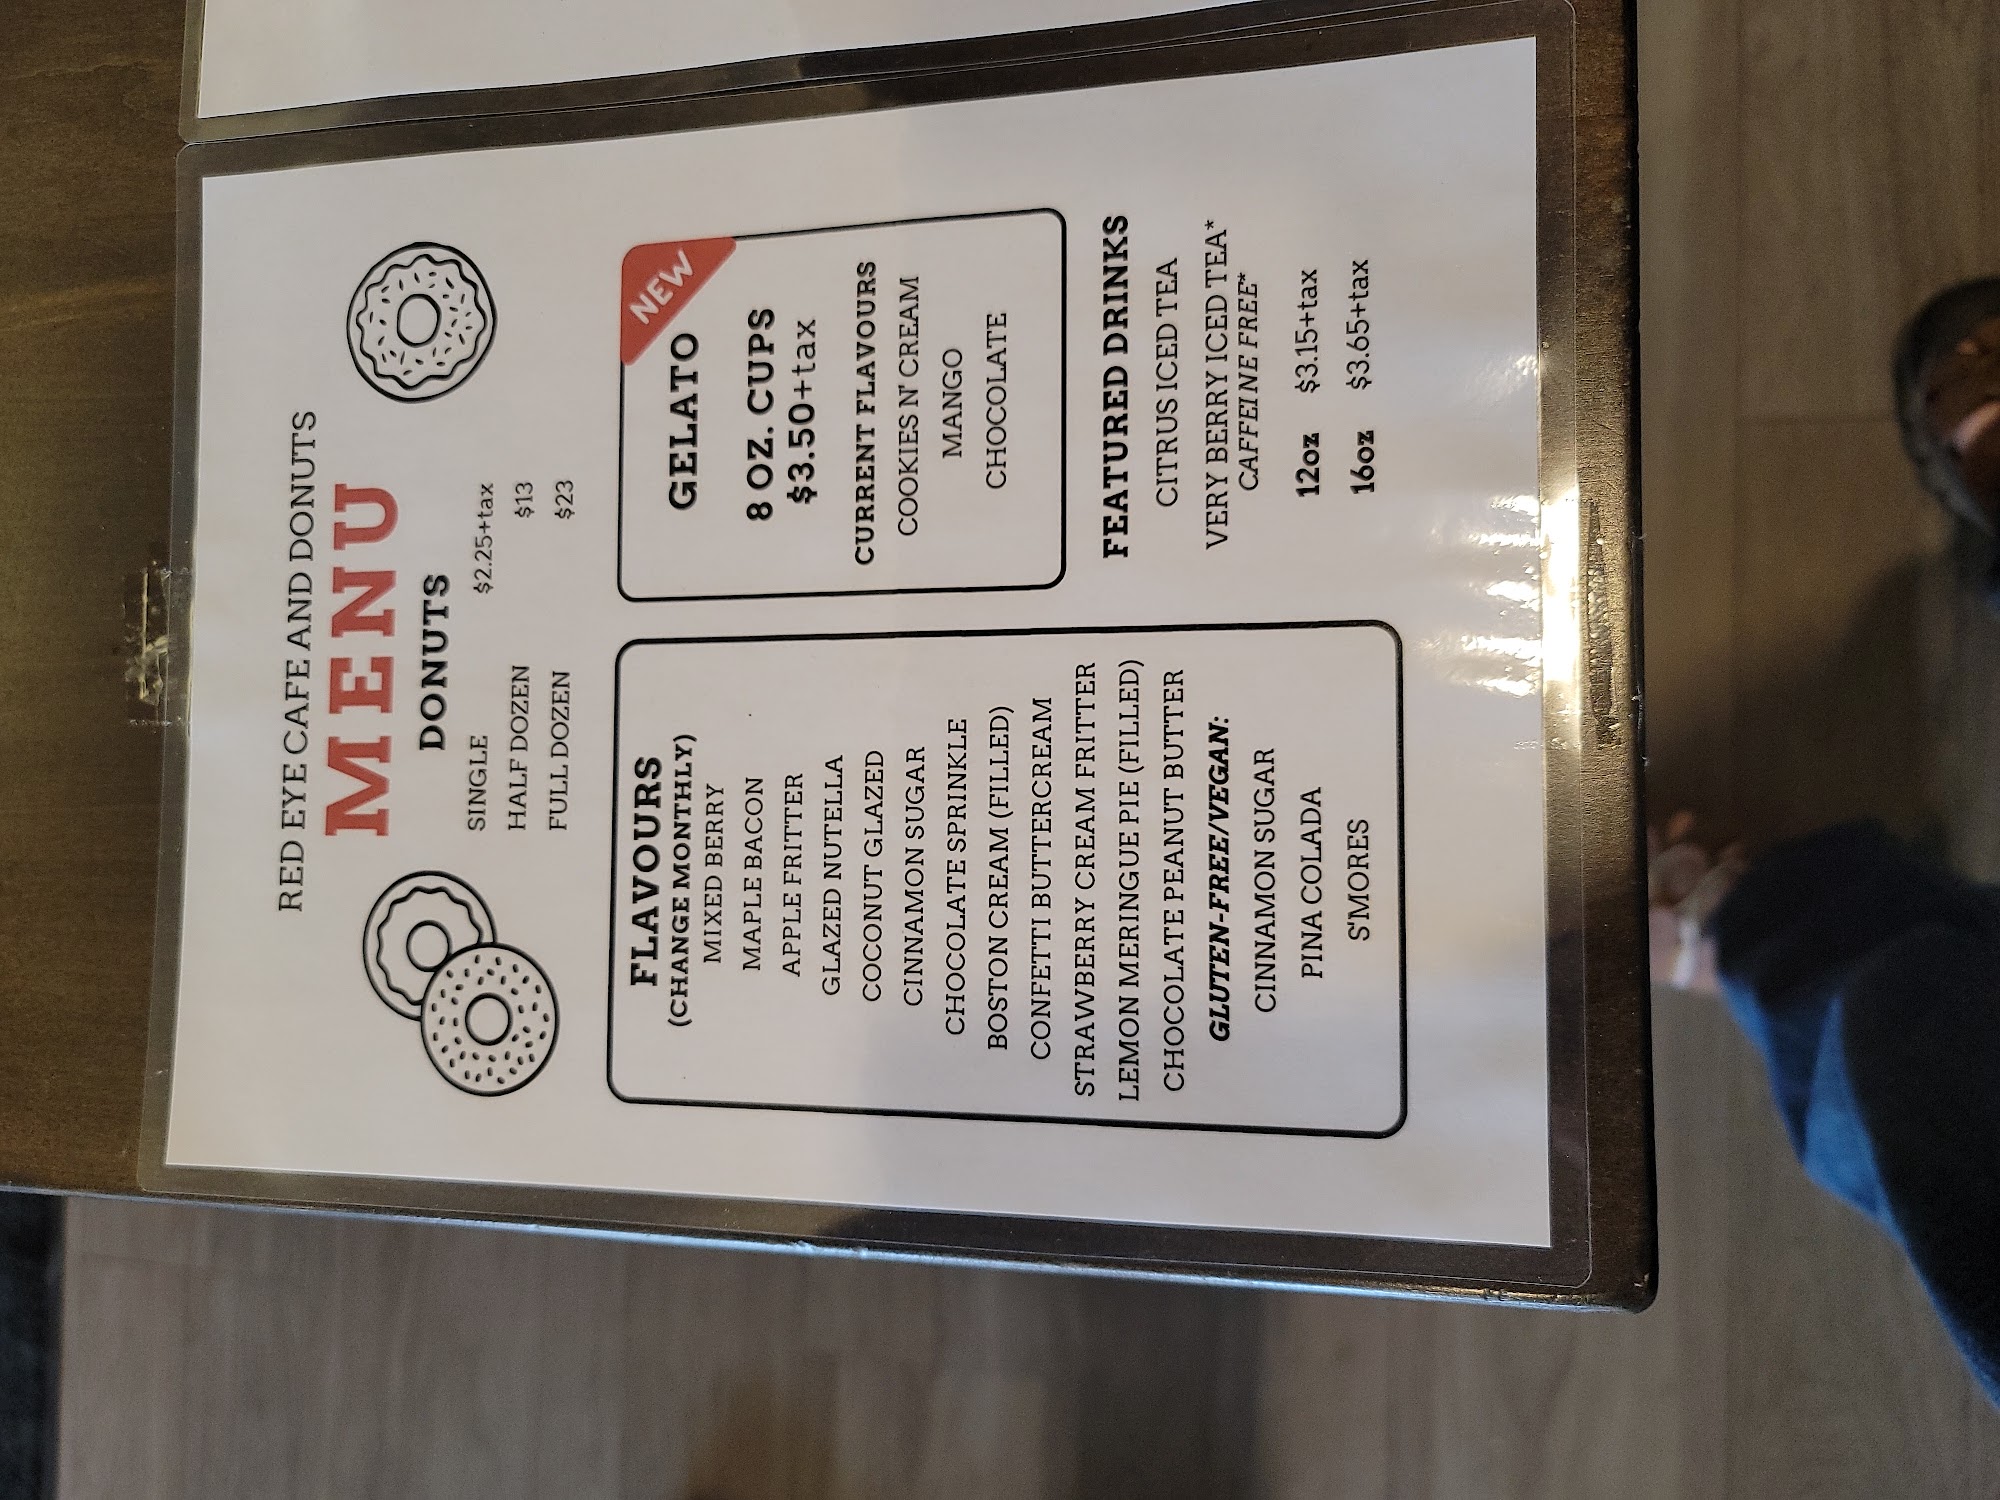 RED EYE CAFE AND DONUTS
MENU
DONUTS
SINGLE $2.25+tax
HALF DOZEN $13
FULL DOZEN $23
FLAVOURS
(CHANGE MONTHLY)
MIXED BERRY
MAPLE BACON
APPLE FRITTER
GLAZED NUTELLA
COCONUT GLAZED
CINNAMON SUGAR
CHOCOLATE SPRINKLE
BOSTON CREAM (FILLED)
CONFETTI BUTTERCREAM
STRAWBERRY CREAM FRITTER
LEMON MERINGUE PIE (FILLED)
CHOCOLATE PEANUT BUTTER
GLUTEN-FREE/VEGAN:
CINNAMON SUGAR
PINA COLADA
S'MORES
NEW
GELATO
8 OZ. CUPS
$3.50+tax
CURRENT FLAVOURS
COOKIES N' CREAM
MANGO
CHOCOLATE
FEATURED DRINKS
CITRUS ICED TEA
VERY BERRY ICED TEA*
CAFFEINE FREE*
12oz $3.15+tax
16oz $3.65+tax